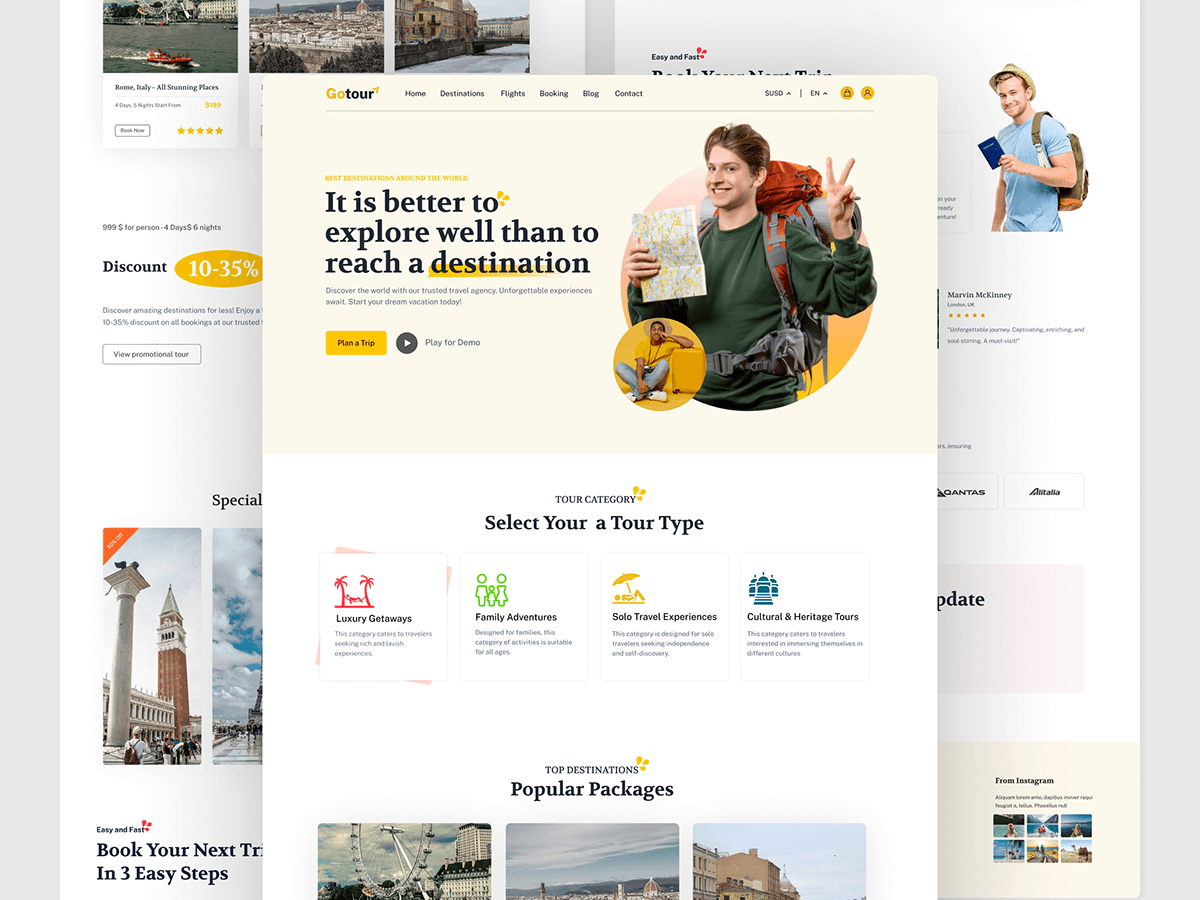 Rome, Italy– All Stunning Places
4 Days, 5 Nights Start From
$199
Book Now
999 $ for person - 4 Days$ 6 nights
Discount
10-35%
Discover amazing destinations for less! Enjoy a
10-35% discount on all bookings at our trusted
View promotional tour
Special
50% Off
Easy and Fast
Book Your Next Tri
In 3 Easy Steps
Gotour
Home
Destinations
Flights
Booking
Blog
Contact
$USD
|
EN
BEST DESTINATIONS AROUND THE WORLD
It is better to
explore well than to
reach a destination
Discover the world with our trusted travel agency. Unforgettable experiences
await. Start your dream vacation today!
Plan a Trip
Play for Demo
TOUR CATEGORY
Select Your a Tour Type
Luxury Getaways
This category caters to travelers
seeking rich and lavish
experiences.
Family Adventures
Designed for families, this
category of activities is suitable
for all ages.
Solo Travel Experiences
This category is designed for solo
travelers seeking independence
and self-discovery.
Cultural & Heritage Tours
This category caters to travelers
interested in immersing themselves in
different cultures
TOP DESTINATIONS
Popular Packages
Easy and Fast
Book Your Next Trip
on your
ready
enture!
Marvin McKinney
London, UK
"Unforgettable journey. Captivating, enriching, and
soul-stirring. A must-visit!"
ers, ensuring
QANTAS
Alitalia
pdate
From Instagram
Aliquam lorem ante, dapibus inviver raqui
feugiat a, tellus. Phasellus null